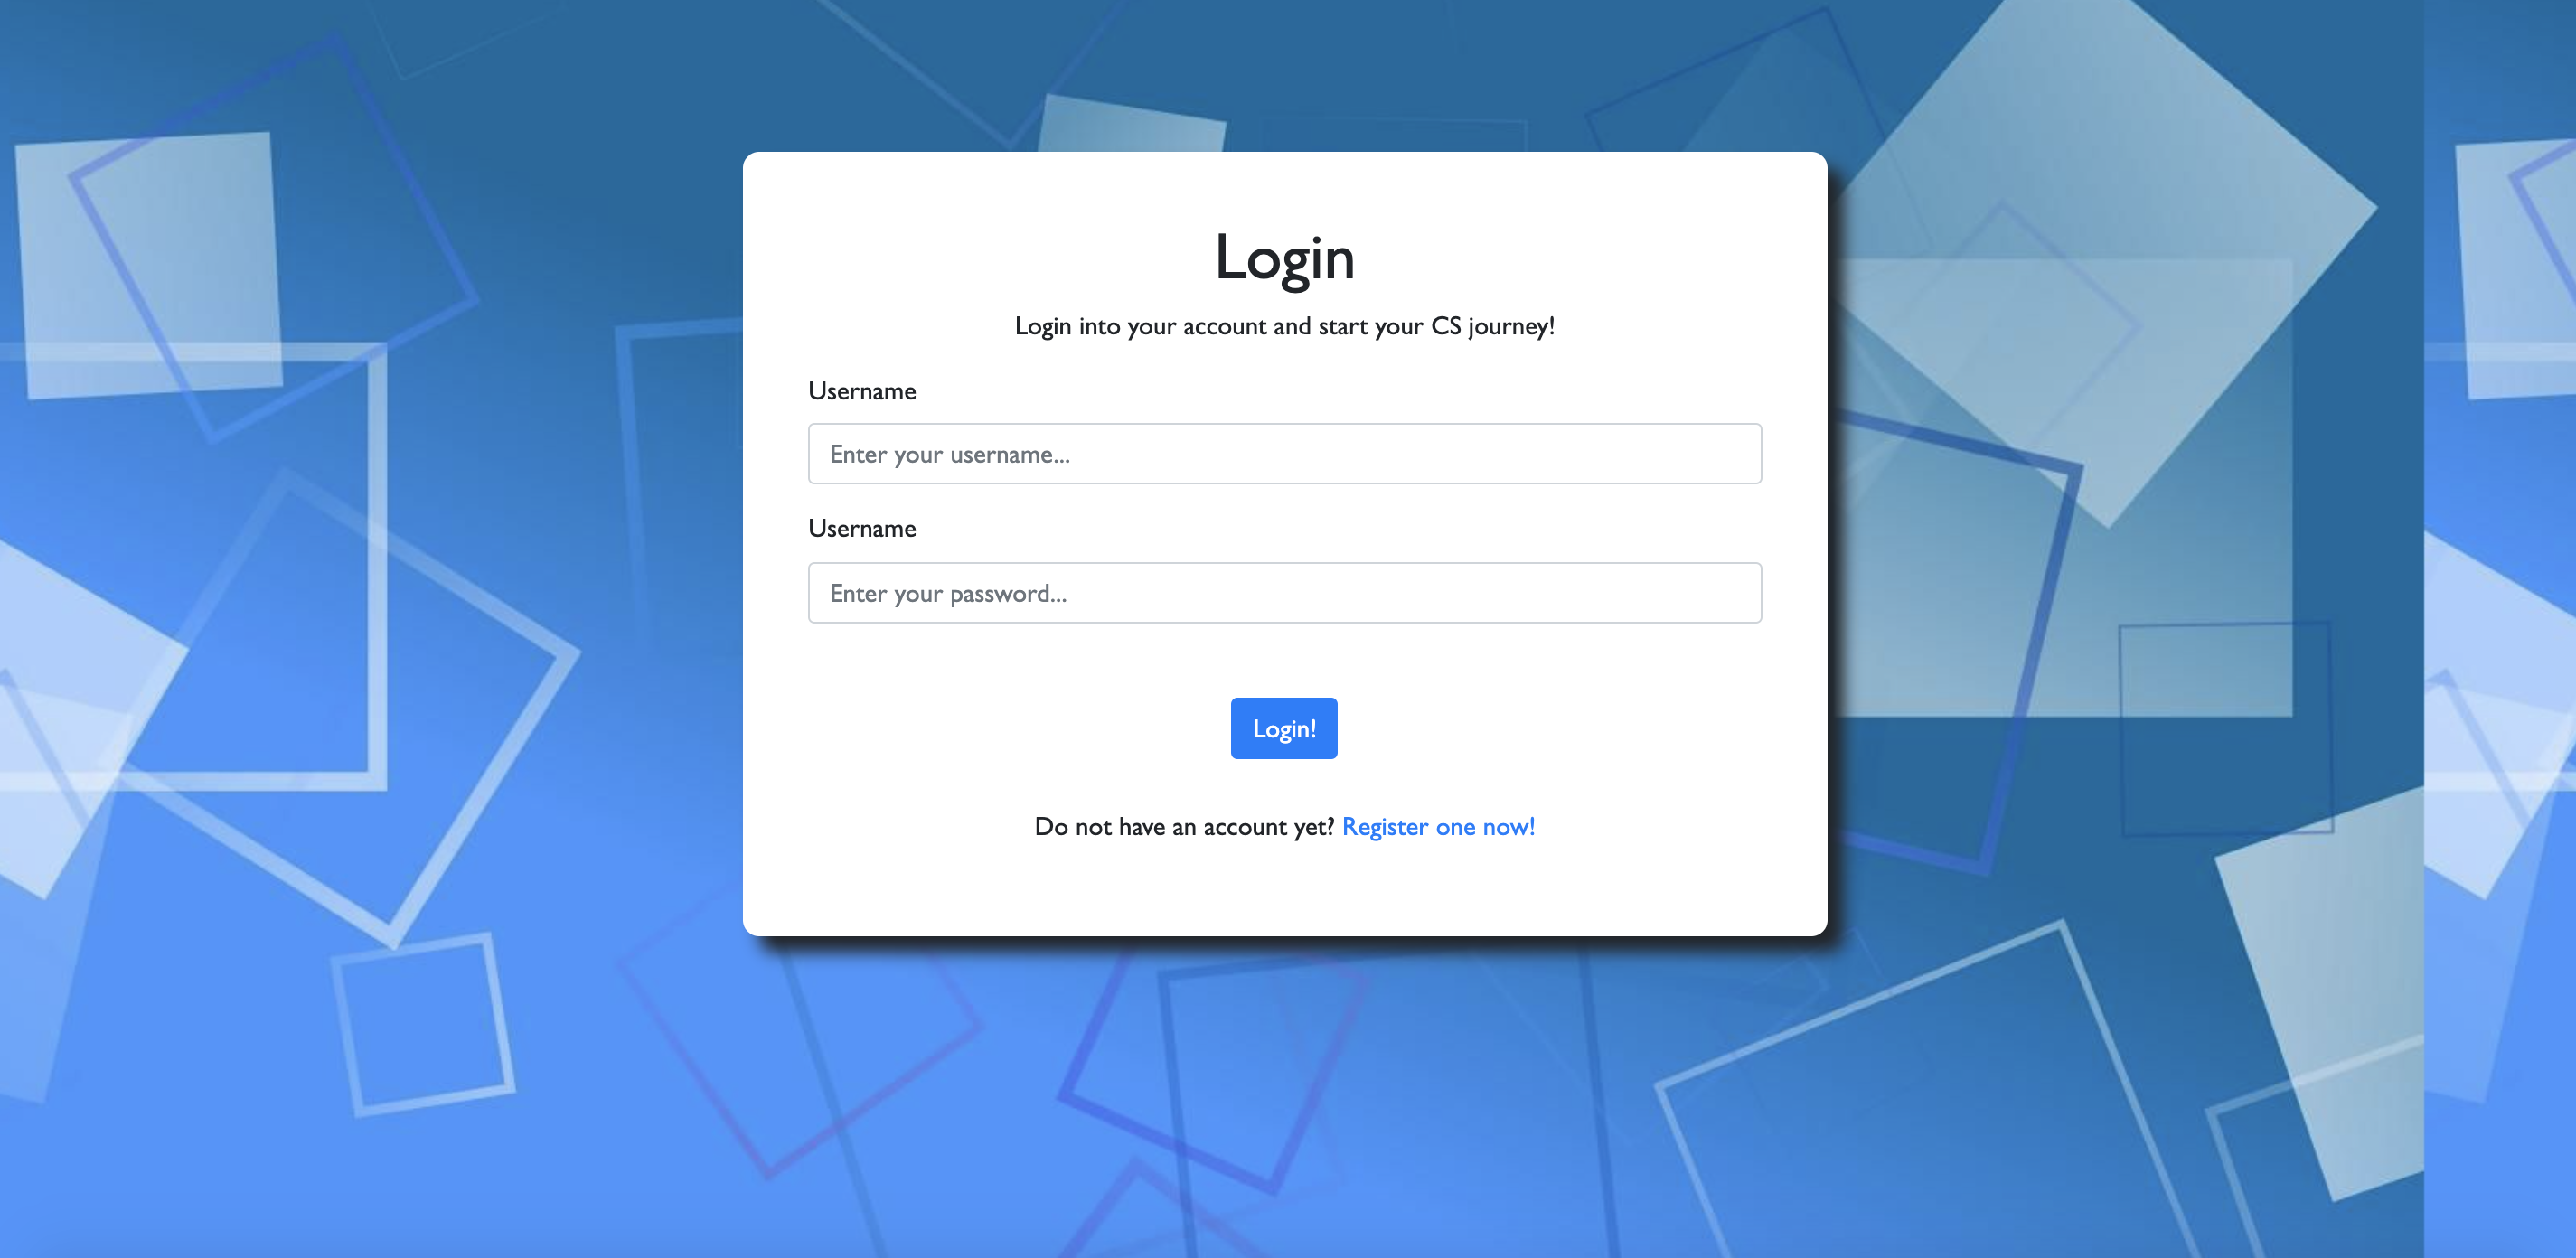 Login
Login into your account and start your CS journey!
Username
Enter your username...
Username
Enter your password...
Login!
Do not have an account yet? Register one now!